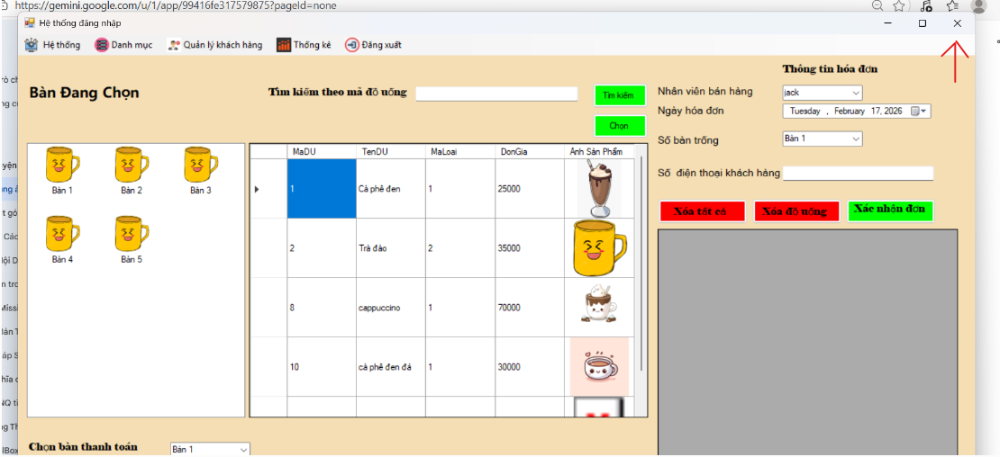 https://gemini.google.com/u/1/app/99416fe317579875?pageId=none
Hệ thống đăng nhập
Hệ thống Danh mục Quản lý khách hàng Thống kê Đăng xuất
Thông tin hóa đơn
Bàn Đang Chọn
Tìm kiếm theo mã đồ uống
Tìm kiếm
Chọn
Nhân viên bán hàng jack
Ngày hóa đơn Tuesday , February 17, 2026
Số bàn trống Bàn 1
Số điện thoại khách hàng
Xóa tất cả Xóa đồ uống Xác nhận đơn
Bàn 1 Bàn 2 Bàn 3
Bàn 4 Bàn 5
MaDU TenDU MaLoai DonGia Ảnh Sản Phẩm
1 Cà phê đen 1 25000
2 Trà đào 2 35000
8 cappuccino 1 70000
10 cà phê đen đá 1 30000
Chọn bàn thanh toán Bàn 1